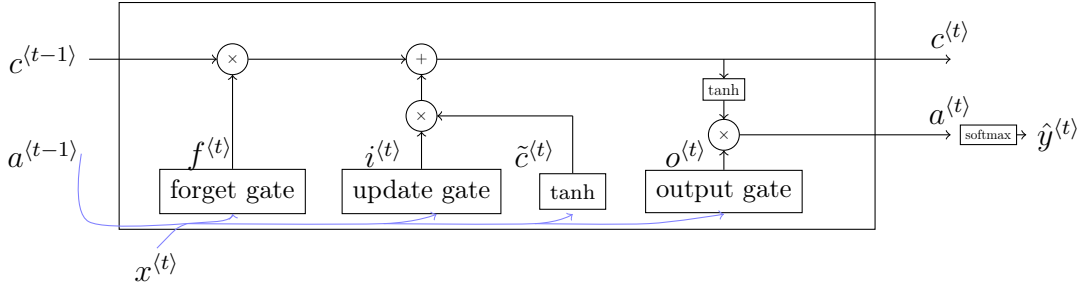 c⟨t−1⟩ × + c⟨t⟩
tanh
× a⟨t⟩
× softmax ŷ⟨t⟩
a⟨t−1⟩ f⟨t⟩ i⟨t⟩ c̃⟨t⟩ o⟨t⟩
forget gate update gate tanh output gate
x⟨t⟩